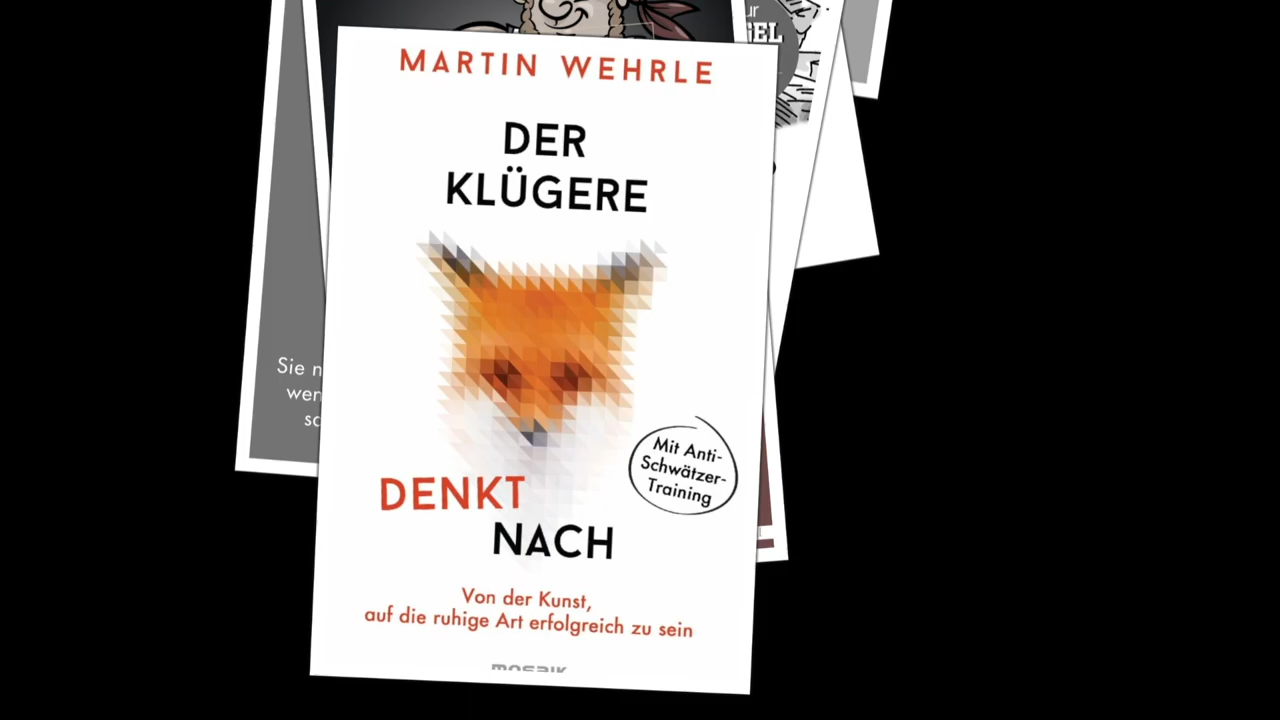 MARTIN WEHRLE
DER
KLÜGERE
DENKT
NACH
Mit Anti-
Schwätzer-
Training
Von der Kunst,
auf die ruhige Art erfolgreich zu sein
mosaik
Sie